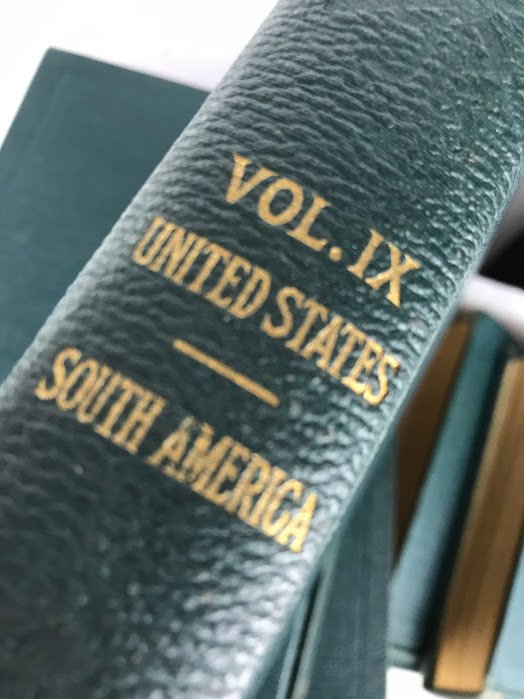 VOL. IX
UNITED STATES
SOUTH AMERICA